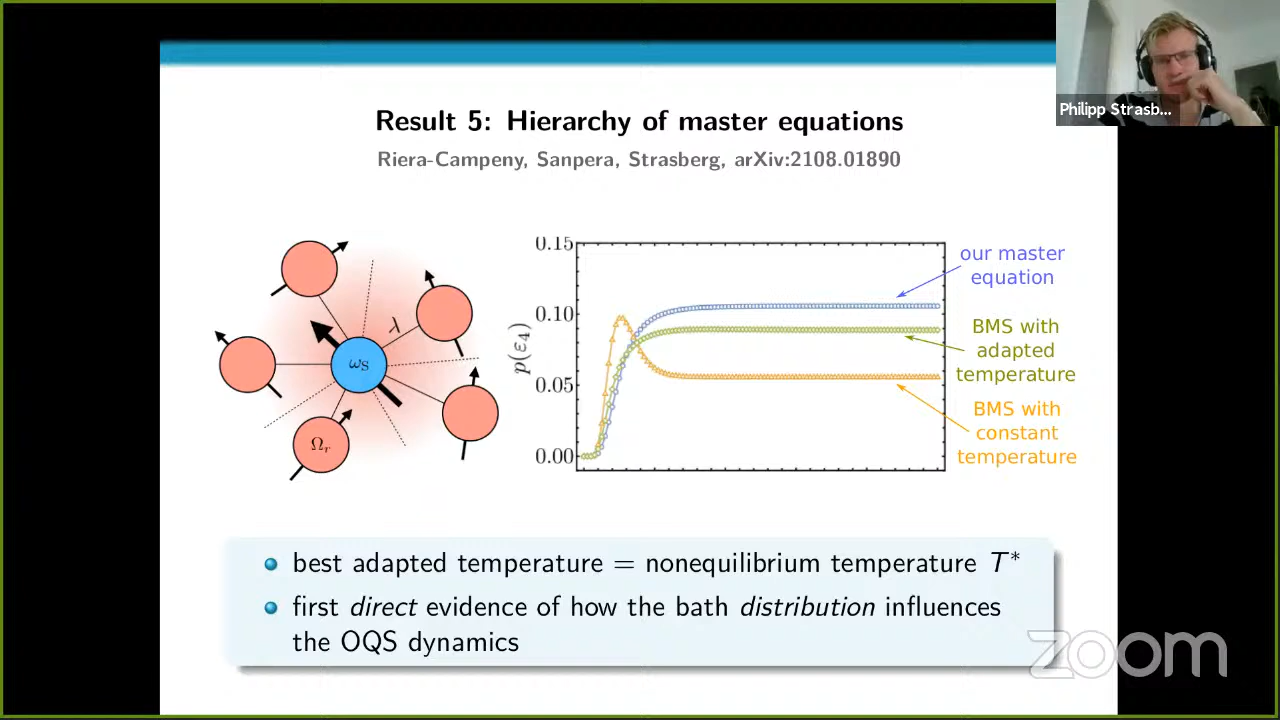 Result 5: Hierarchy of master equations
Riera-Campeny, Sanpera, Strasberg, arXiv:2108.01890
Philipp Strasb...
λ
ωS
Ωr
p(ε4)
0.15
0.10
0.05
0.00
our master
equation
BMS with
adapted
temperature
BMS with
constant
temperature
best adapted temperature = nonequilibrium temperature T*
first direct evidence of how the bath distribution influences
the OQS dynamics
zoom